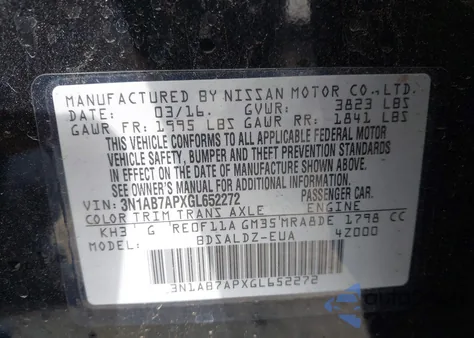 MANUFACTURED BY NISSAN MOTOR CO., LTD.
DATE: 03/16. GVWR: 3823 LBS
GAWR FR: 1995 LBS GAWR RR: 1841 LBS
THIS VEHICLE CONFORMS TO ALL APPLICABLE FEDERAL MOTOR
VEHICLE SAFETY, BUMPER AND THEFT PREVENTION STANDARDS
IN EFFECT ON THE DATE OF MANUFACTURE SHOWN ABOVE.
SEE OWNER'S MANUAL FOR ADDITIONAL INFORMATION.
VIN: 3N1AB7APXGL652272 PASSENGER CAR.
COLOR TRIM TRANS AXLE ENGINE
KH3 G RE0F11A GM35 MRA8DE 1798 CC
MODEL: BDSALDZ-EUA 4Z000
3N1AB7APXGL652272